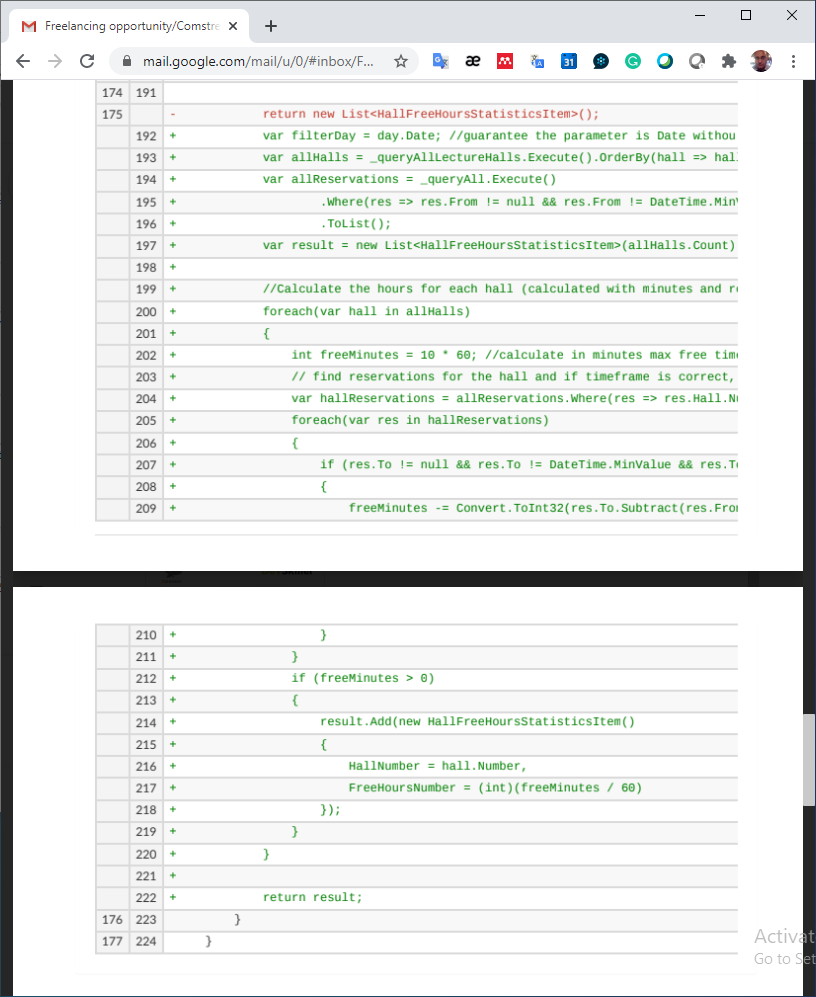 Freelancing opportunity/Comstre
mail.google.com/mail/u/0/#inbox/F...
174 191
175 - return new List<HallFreeHoursStatisticsItem>();
192 + var filterDay = day.Date; //guarantee the parameter is Date withou
193 + var allHalls = _queryAllLectureHalls.Execute().OrderBy(hall => hal
194 + var allReservations = _queryAll.Execute()
195 + .Where(res => res.From != null && res.From != DateTime.MinV
196 + .ToList();
197 + var result = new List<HallFreeHoursStatisticsItem>(allHalls.Count)
198 +
199 + //Calculate the hours for each hall (calculated with minutes and r
200 + foreach(var hall in allHalls)
201 + {
202 + int freeMinutes = 10 * 60; //calculate in minutes max free tim
203 + // find reservations for the hall and if timeframe is correct,
204 + var hallReservations = allReservations.Where(res => res.Hall.N
205 + foreach(var res in hallReservations)
206 + {
207 + if (res.To != null && res.To != DateTime.MinValue && res.T
208 + {
209 + freeMinutes -= Convert.ToInt32(res.To.Subtract(res.Fro
210 + }
211 + }
212 + if (freeMinutes > 0)
213 + {
214 + result.Add(new HallFreeHoursStatisticsItem()
215 + {
216 + HallNumber = hall.Number,
217 + FreeHoursNumber = (int)(freeMinutes / 60)
218 + });
219 + }
220 + }
221 +
222 + return result;
176 223 }
177 224 }
Activat
Go to Set